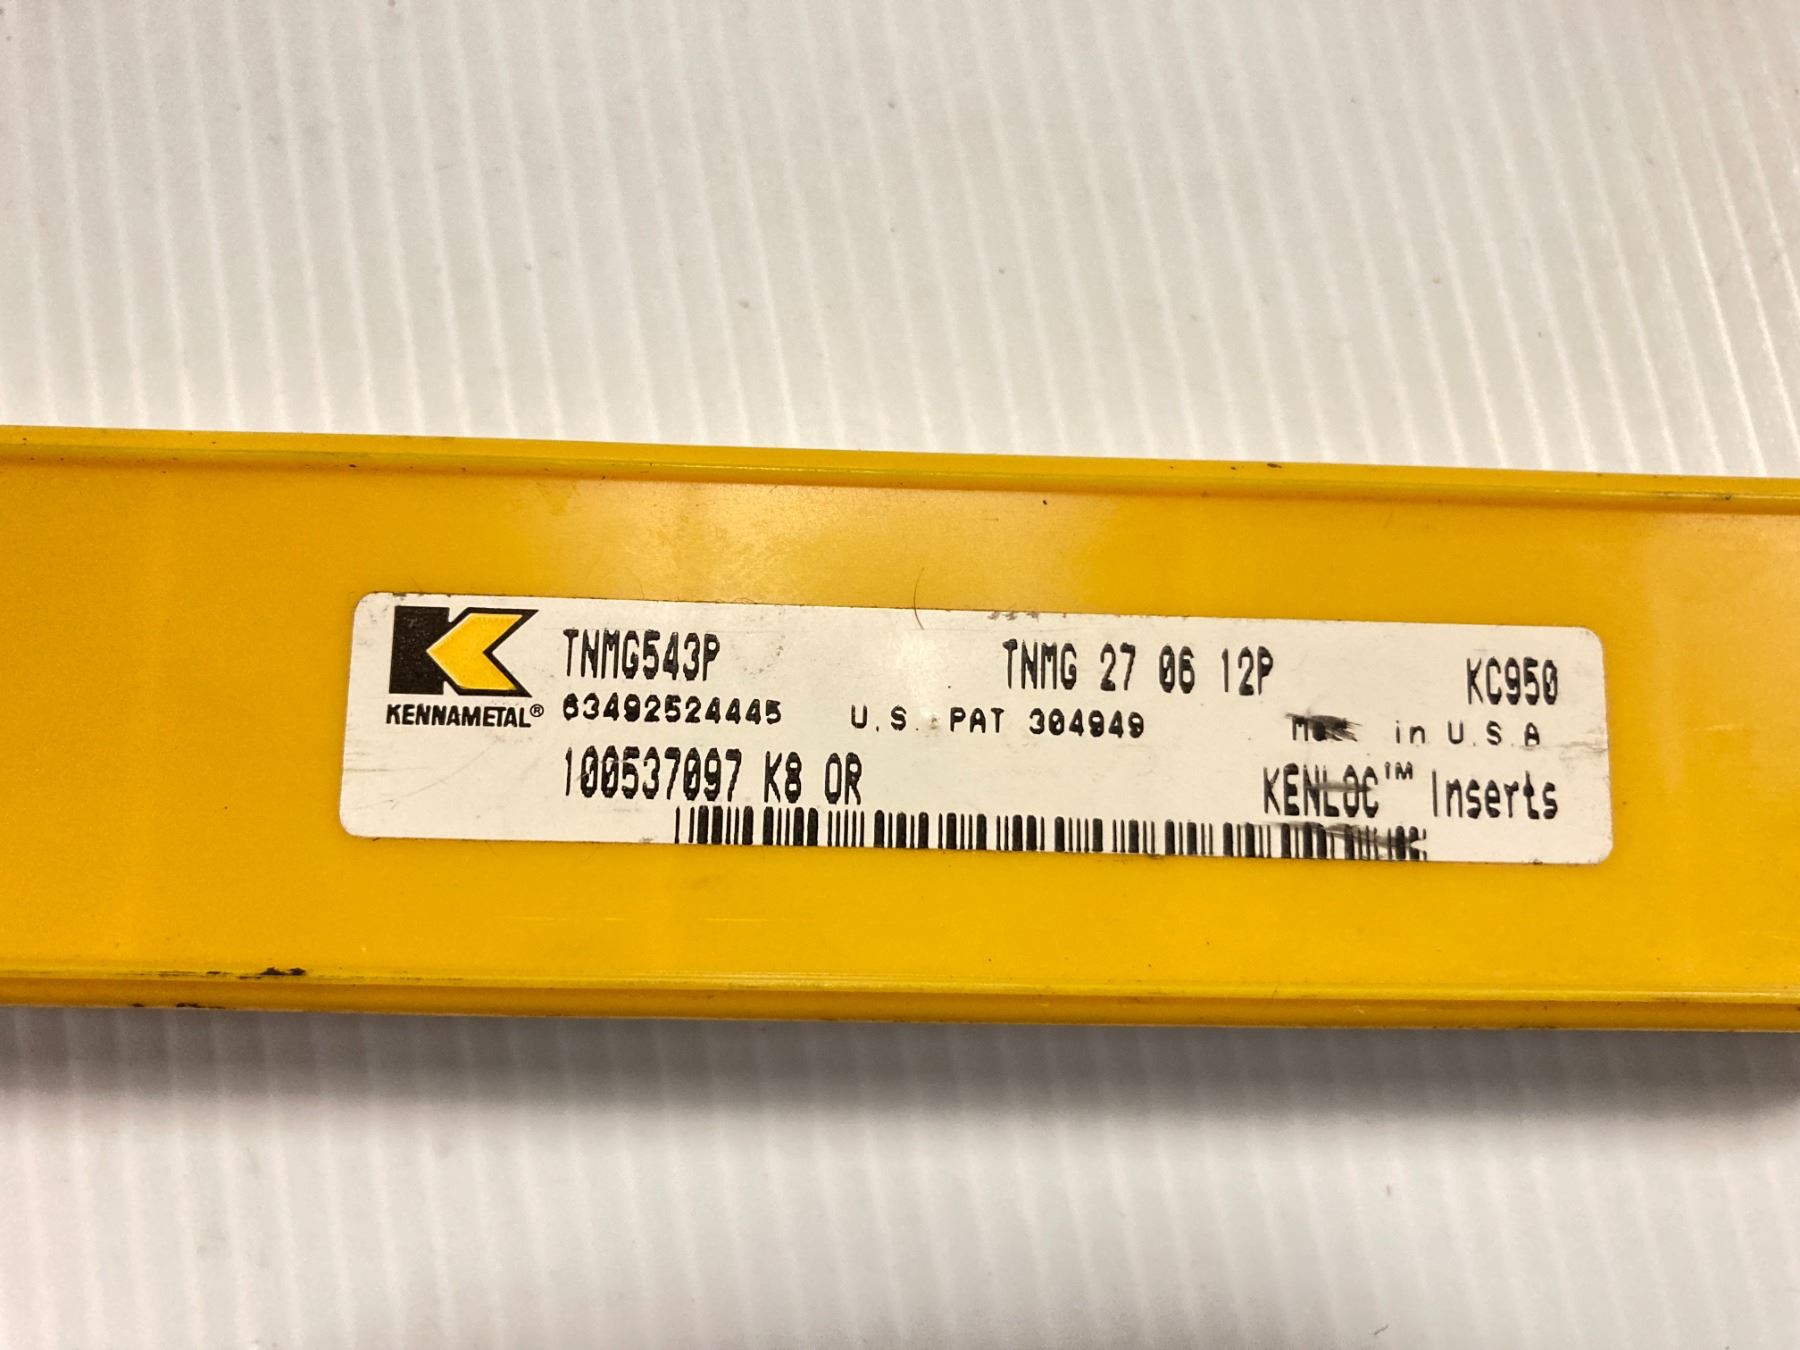 TNMG543P TNMG 27 06 12P KC950
KENNAMETAL® 63492524445 U.S. PAT 304949 in U.S.A
100537097 K8 OR KENLOC™ Inserts